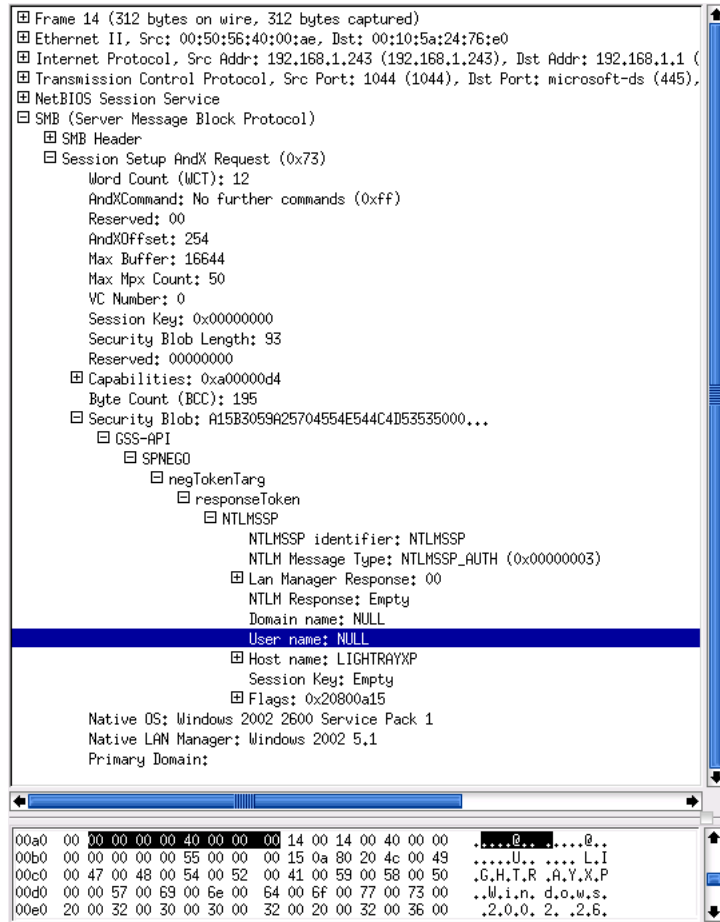 Frame 14 (312 bytes on wire, 312 bytes captured)
Ethernet II, Src: 00:50:56:40:00:ae, Dst: 00:10:5a:24:76:e0
Internet Protocol, Src Addr: 192.168.1.243 (192.168.1.243), Dst Addr: 192.168.1.1 (
Transmission Control Protocol, Src Port: 1044 (1044), Dst Port: microsoft-ds (445),
NetBIOS Session Service
SMB (Server Message Block Protocol)
SMB Header
Session Setup AndX Request (0x73)
Word Count (WCT): 12
AndXCommand: No further commands (0xff)
Reserved: 00
AndXOffset: 254
Max Buffer: 16644
Max Mpx Count: 50
VC Number: 0
Session Key: 0x00000000
Security Blob Length: 93
Reserved: 00000000
Capabilities: 0xa00000d4
Byte Count (BCC): 195
Security Blob: A15B3059A25704554E544C4D53535000...
GSS-API
SPNEGO
negTokenTarg
responseToken
NTLMSSP
NTLMSSP identifier: NTLMSSP
NTLM Message Type: NTLMSSP_AUTH (0x00000003)
Lan Manager Response: 00
NTLM Response: Empty
Domain name: NULL
User name: NULL
Host name: LIGHTRAYXP
Session Key: Empty
Flags: 0x20800a15
Native OS: Windows 2002 2600 Service Pack 1
Native LAN Manager: Windows 2002 5.1
Primary Domain:
00a0 00 00 00 00 00 40 00 00 00 14 00 14 00 40 00 00 .....@.. .....@..
00b0 00 00 00 00 00 55 00 00 00 15 0a 80 20 4c 00 49 .....U.. .... L.I
00c0 00 47 00 48 00 54 00 52 00 41 00 59 00 58 00 50 .G.H.T.R .A.Y.X.P
00d0 00 00 57 00 69 00 6e 00 64 00 6f 00 77 00 73 00 ..W.i.n. d.o.w.s.
00e0 20 00 32 00 30 00 30 00 32 00 20 00 32 00 36 00 .2.0.0. 2. .2.6.